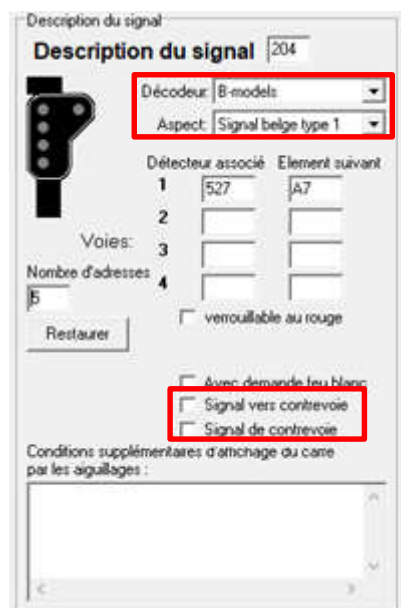 Description du signal
Description du signal 204
Décodeur: B-models
Aspect: Signal belge type 1
Détecteur associé Element suivant
1 527 A7
2
Voies: 3
Nombre d'adresses 4
5
verrouillable au rouge
Restaurer
Avec demande feu blanc
Signal vers contrevoie
Signal de contrevoie
Conditions supplémentaires d'affichage du carré
par les aiguillages :